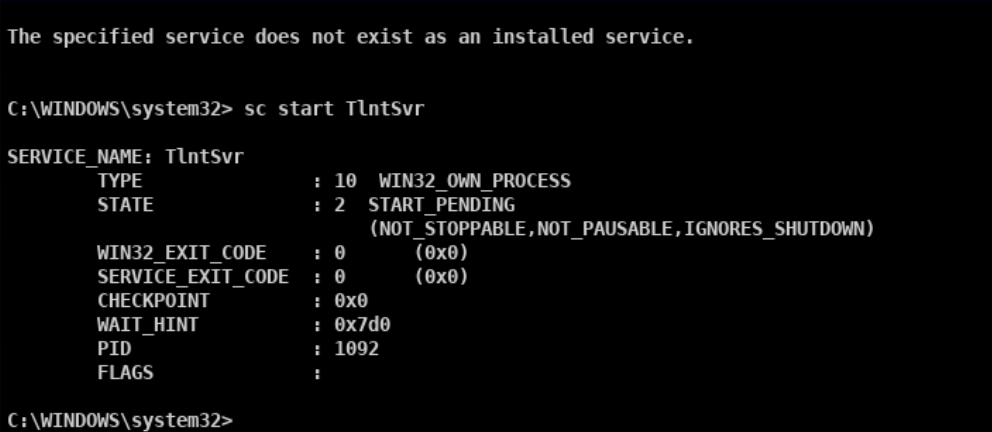 The specified service does not exist as an installed service.
C:\WINDOWS\system32> sc start TlntSvr
SERVICE_NAME: TlntSvr
        TYPE               : 10  WIN32_OWN_PROCESS
        STATE              : 2  START_PENDING
                                (NOT_STOPPABLE,NOT_PAUSABLE,IGNORES_SHUTDOWN)
        WIN32_EXIT_CODE    : 0      (0x0)
        SERVICE_EXIT_CODE  : 0      (0x0)
        CHECKPOINT         : 0x0
        WAIT_HINT          : 0x7d0
        PID                : 1092
        FLAGS              :
C:\WINDOWS\system32>